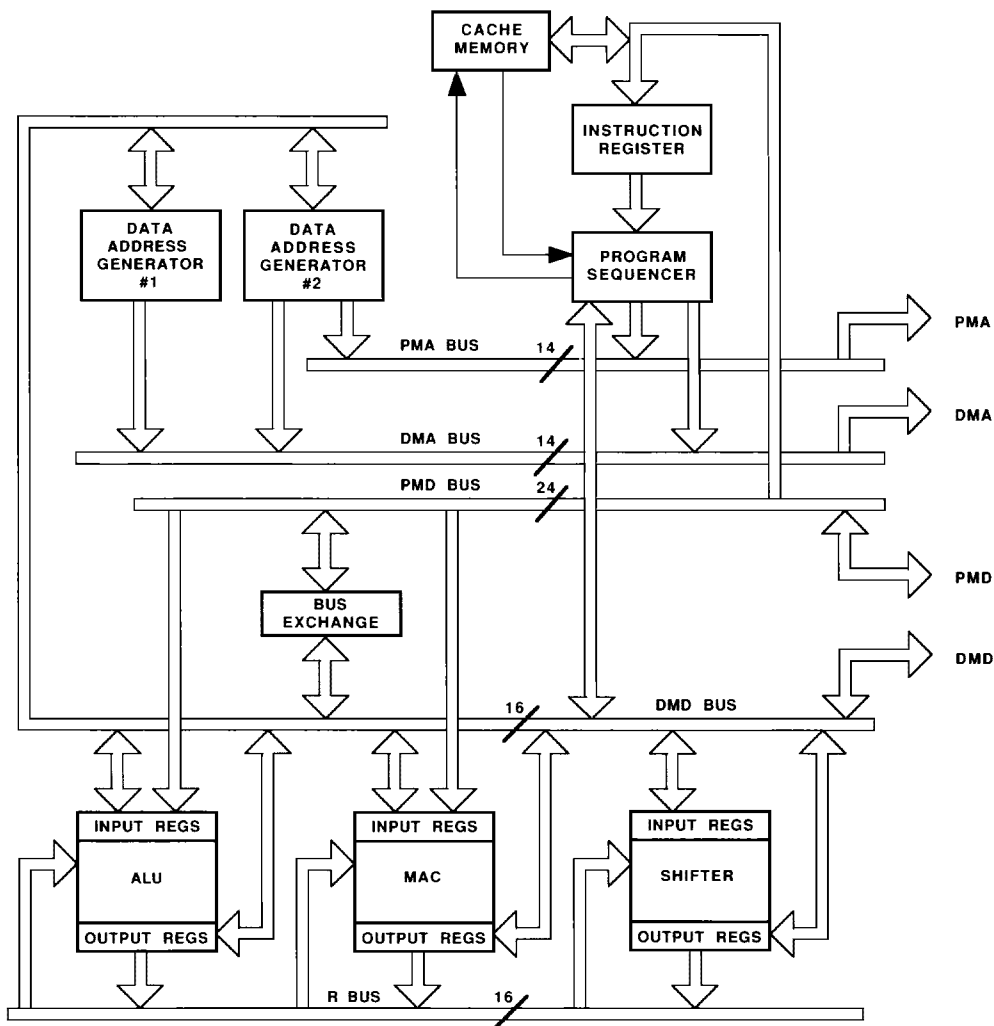 CACHE
MEMORY
INSTRUCTION
REGISTER
DATA
ADDRESS
GENERATOR
#1
DATA
ADDRESS
GENERATOR
#2
PROGRAM
SEQUENCER
PMA BUS
14
PMA
DMA BUS
14
DMA
PMD BUS
24
PMD
BUS
EXCHANGE
DMD
16
DMD BUS
INPUT REGS
ALU
OUTPUT REGS
INPUT REGS
MAC
OUTPUT REGS
INPUT REGS
SHIFTER
OUTPUT REGS
R BUS
16